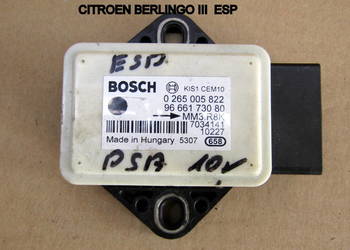 CITROEN BERLINGO III ESP
ESP
BOSCH KIS1 CEM10
0 265 005 822
96 661 730 80
MM3.R8K
7034141
10227
Made in Hungary 5307 658
PSA 10v